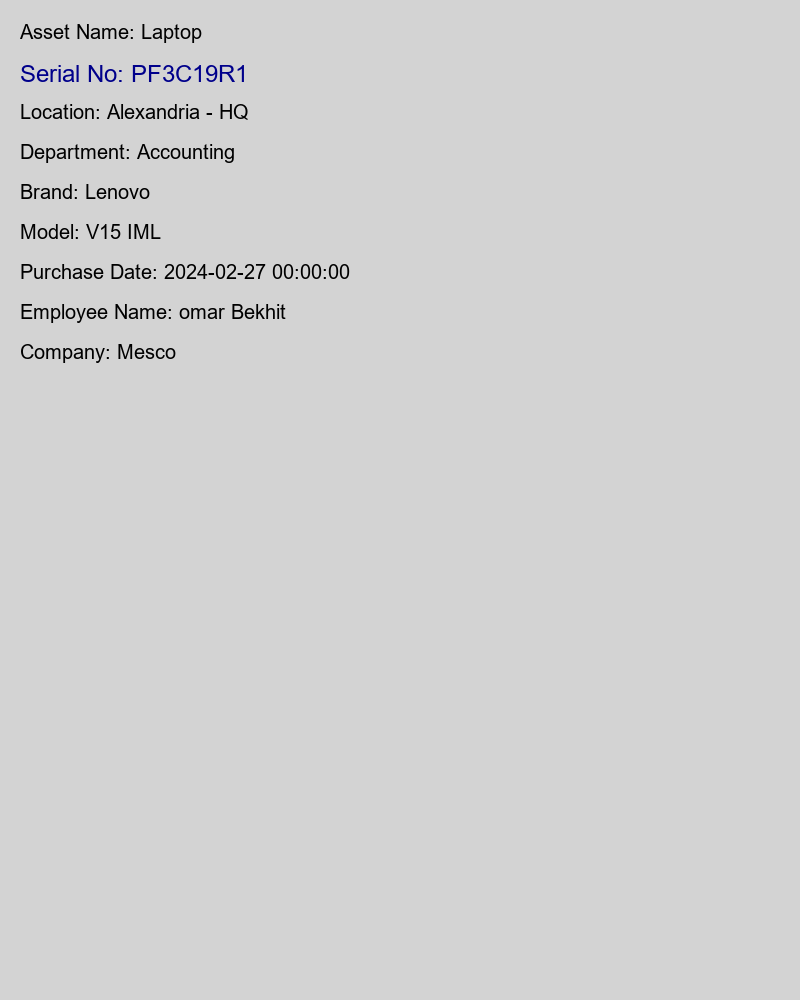 Asset Name: Laptop
Serial No: PF3C19R1
Location: Alexandria - HQ
Department: Accounting
Brand: Lenovo
Model: V15 IML
Purchase Date: 2024-02-27 00:00:00
Employee Name: omar Bekhit
Company: Mesco